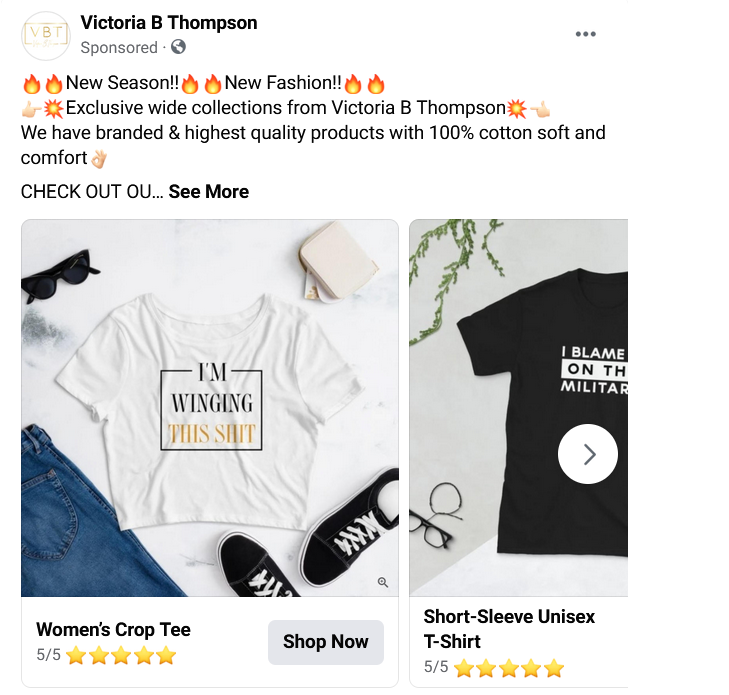 VBT
Victoria B Thompson
Sponsored ·
🔥🔥New Season!!🔥🔥New Fashion!!🔥🔥
👉🏻💥Exclusive wide collections from Victoria B Thompson💥👈🏻
We have branded & highest quality products with 100% cotton soft and
comfort👌🏻
CHECK OUT OU... See More
I'M
WINGING
THIS SHIT
I BLAME
ON TH
MILITAR
Women's Crop Tee
5/5 ⭐⭐⭐⭐⭐
Shop Now
Short-Sleeve Unisex
T-Shirt
5/5 ⭐⭐⭐⭐⭐